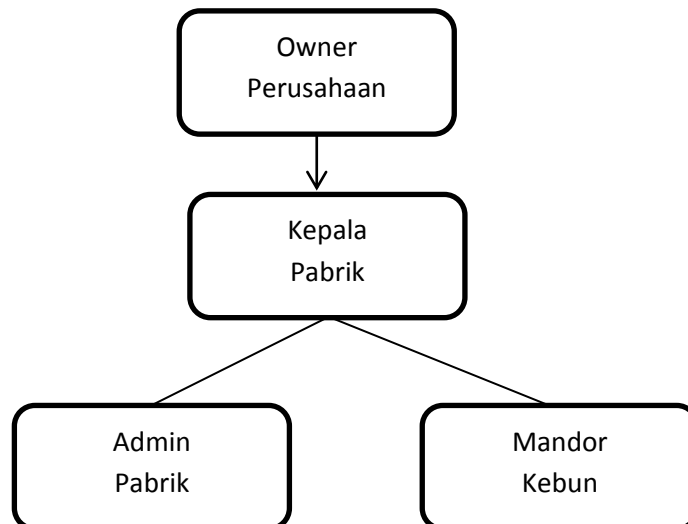 Owner
Perusahaan
Kepala
Pabrik
Admin
Pabrik
Mandor
Kebun